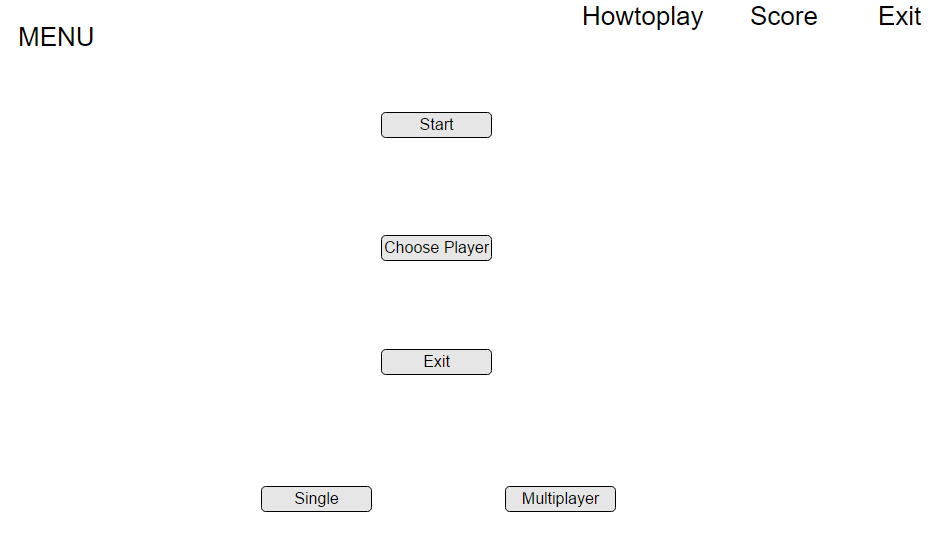 Howtoplay Score Exit
MENU
Start
Choose Player
Exit
Single Multiplayer